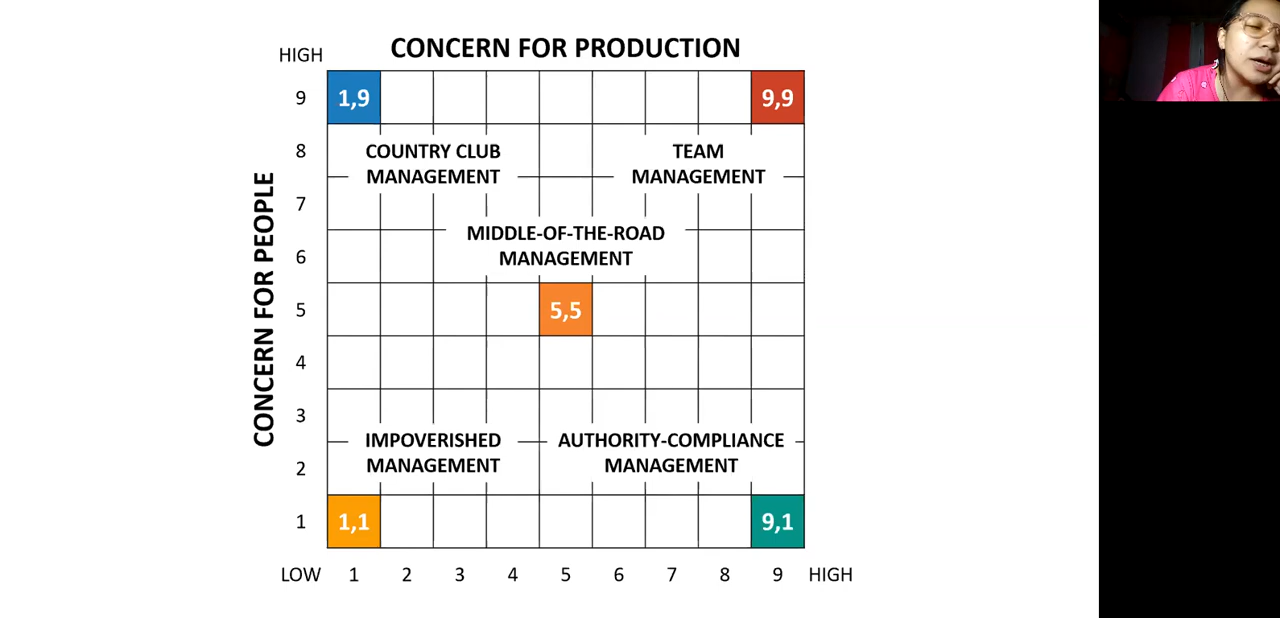 CONCERN FOR PRODUCTION
HIGH
9
1,9
9,9
8
COUNTRY CLUB
MANAGEMENT
TEAM
MANAGEMENT
7
MIDDLE-OF-THE-ROAD
MANAGEMENT
6
5
5,5
4
3
IMPOVERISHED
MANAGEMENT
AUTHORITY-COMPLIANCE
MANAGEMENT
2
1
1,1
9,1
CONCERN FOR PEOPLE
LOW 1 2 3 4 5 6 7 8 9 HIGH